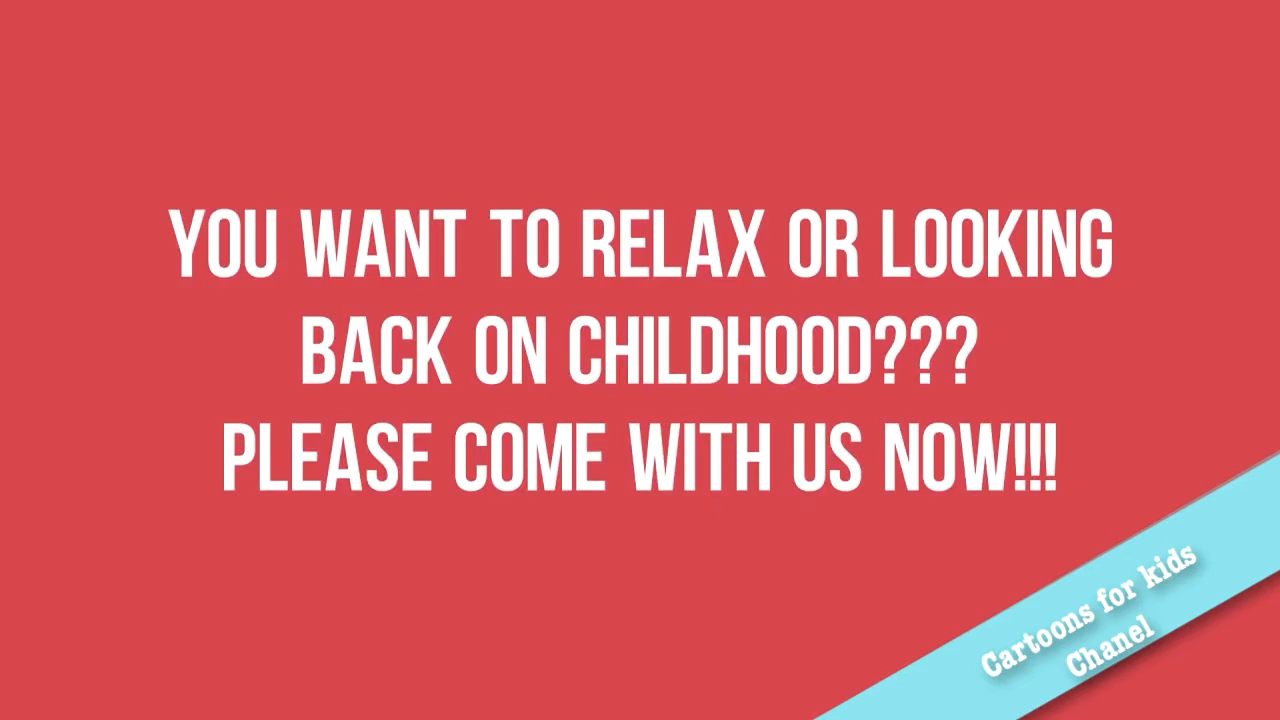 YOU WANT TO RELAX OR LOOKING
BACK ON CHILDHOOD???
PLEASE COME WITH US NOW!!!
Cartoons for kids
Chanel